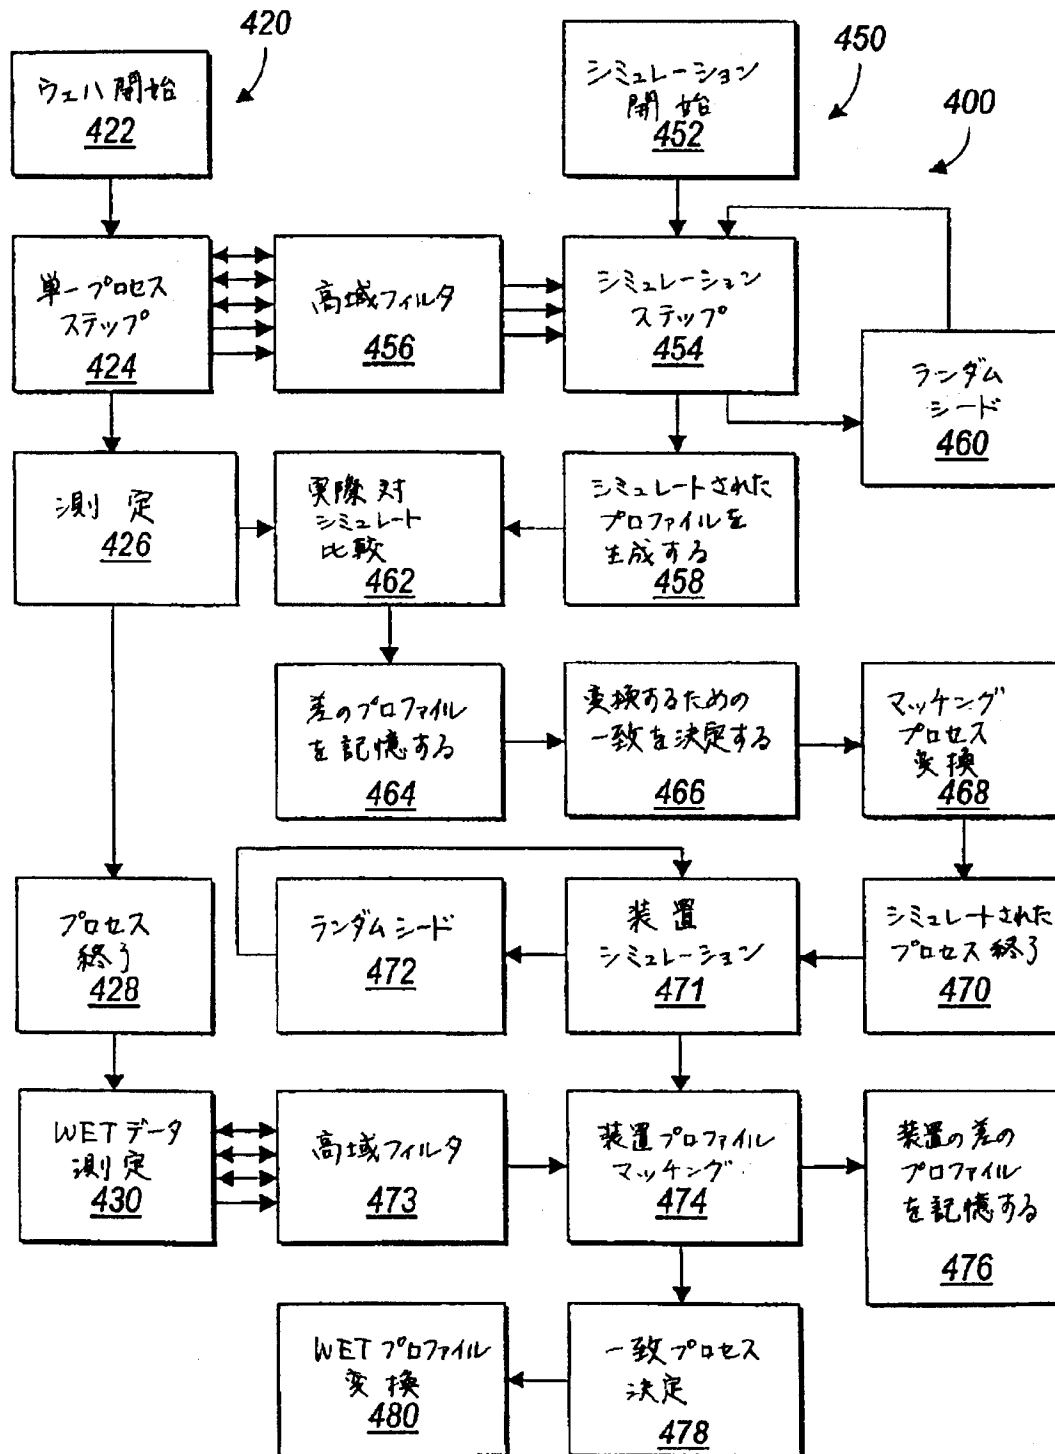 420
ウェハ開始
422
シミュレーション
開始
452
450
400
単一プロセス
ステップ
424
高域フィルタ
456
シミュレーション
ステップ
454
ランダム
シード
460
測定
426
実際対
シミュレート
比較
462
シミュレートされた
プロファイルを
生成する
458
差のプロファイル
を記憶する
464
変換するための
一致を決定する
466
マッチング
プロセス
変換
468
プロセス
終了
428
ランダムシード
472
装置
シミュレーション
471
シミュレートされた
プロセス終了
470
WETデータ
測定
430
高域フィルタ
473
装置プロファイル
マッチング
474
装置の差の
プロファイル
を記憶する
476
WETプロファイル
変換
480
一致プロセス
決定
478